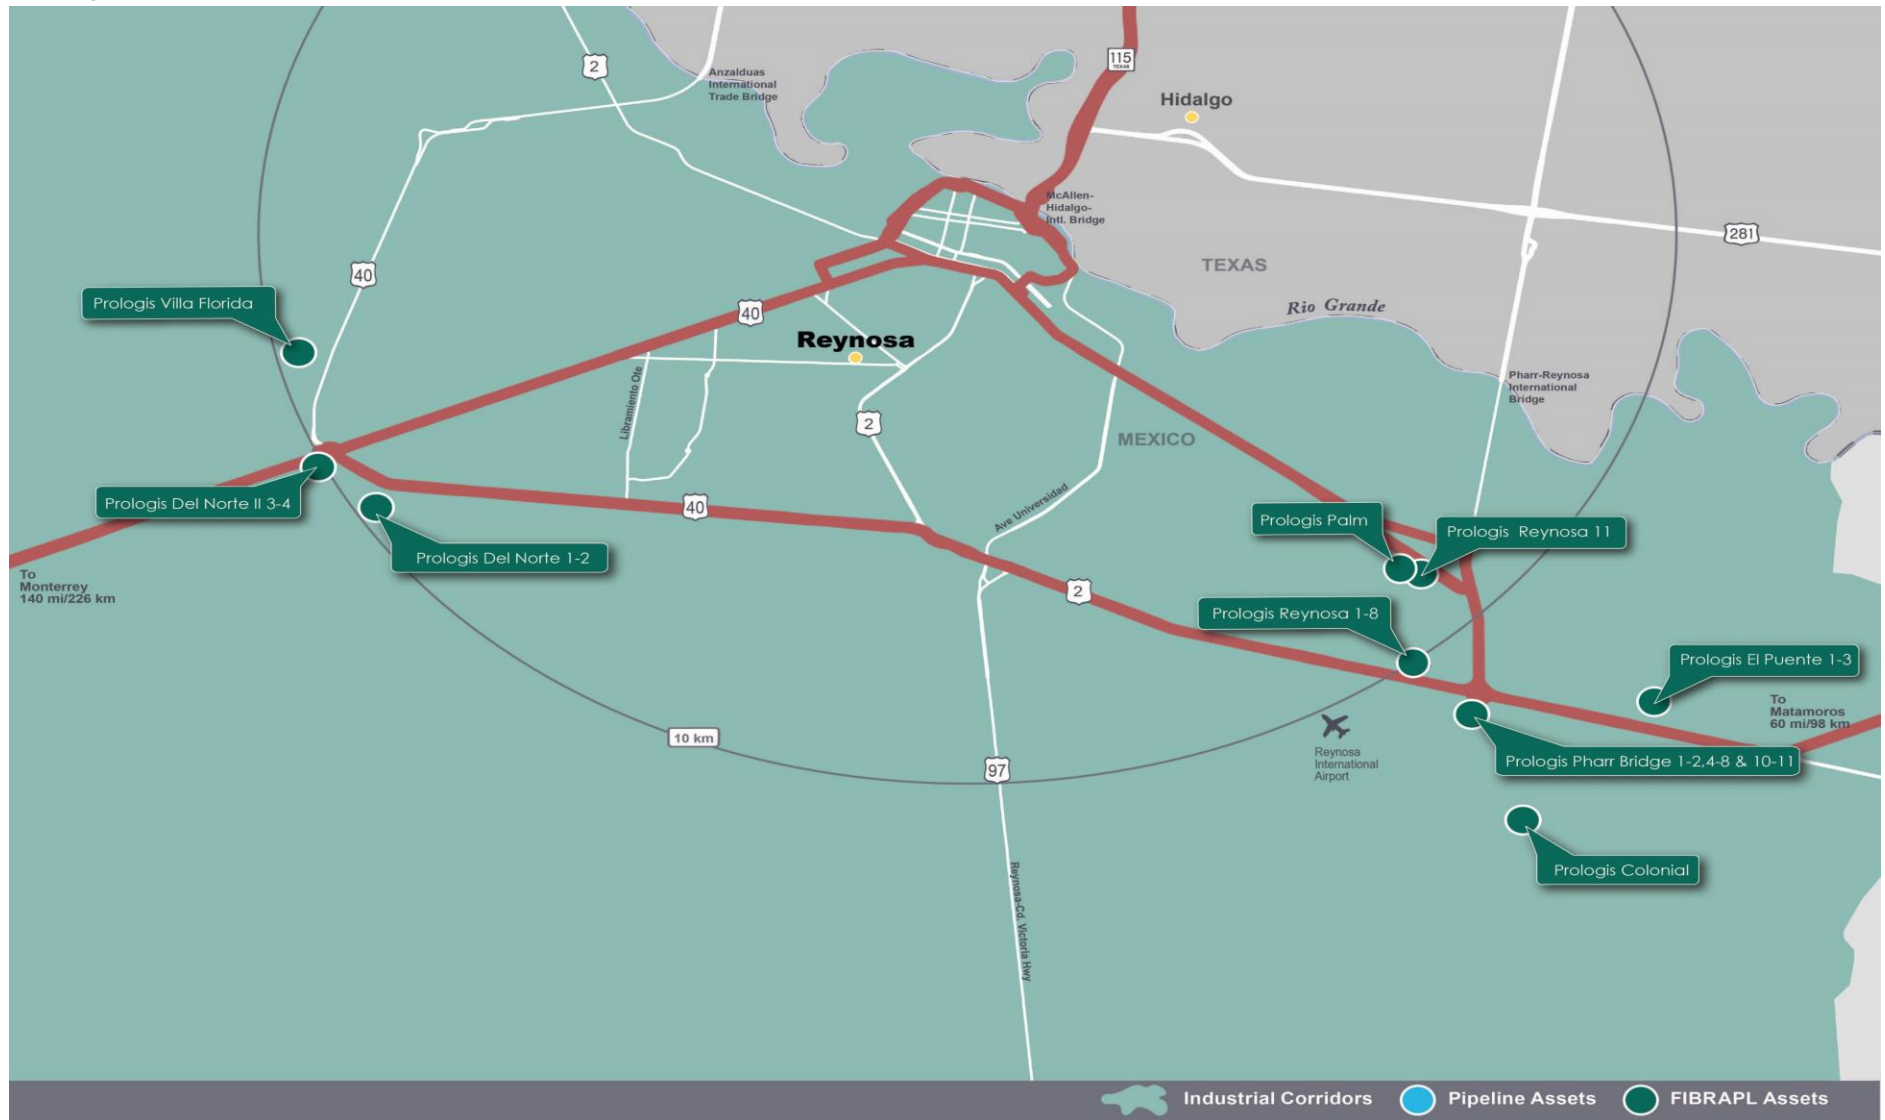 2
115
TEXAS
Anzalduas
International
Trade Bridge
Hidalgo
McAllen-
Hidalgo-
Intl. Bridge
281
40
TEXAS
Prologis Villa Florida
Rio Grande
40
Reynosa
Pharr-Reynosa
International
Bridge
Libramiento Ote
2
MEXICO
Prologis Del Norte II 3-4
40
Ave Universidad
Prologis Palm
Prologis Reynosa 11
Prologis Del Norte 1-2
To
Monterrey
140 mi/226 km
2
Prologis Reynosa 1-8
Prologis El Puente 1-3
To
Matamoros
60 mi/98 km
10 km
Reynosa
International
Airport
Prologis Pharr Bridge 1-2,4-8 & 10-11
97
Prologis Colonial
Reynosa-Cd. Victoria Hwy
Industrial Corridors
Pipeline Assets
FIBRAPL Assets